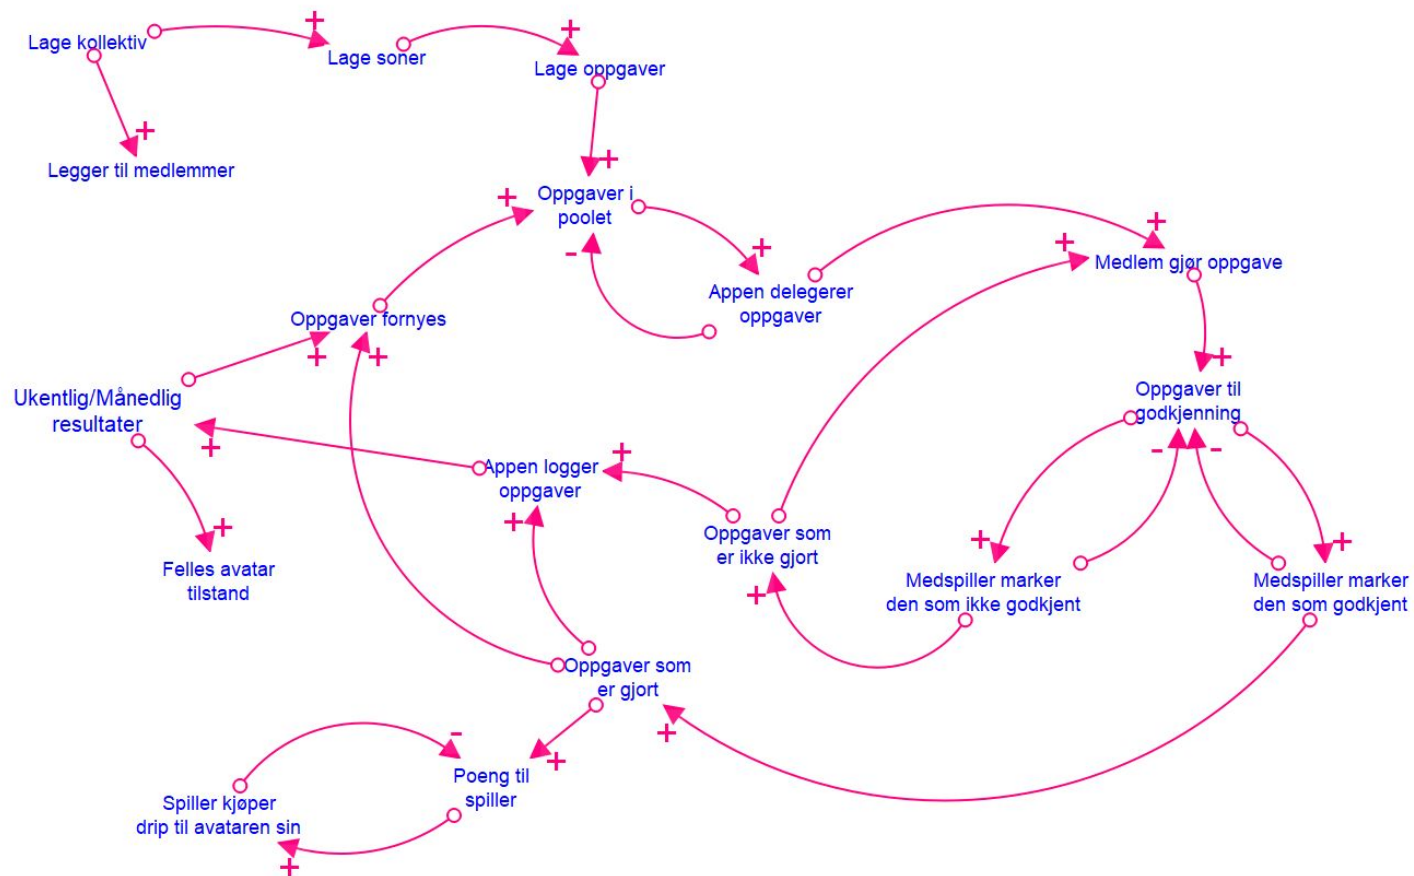 Lage kollektiv
+
Lage soner
+
Lage oppgaver
+
Legger til medlemmer
+
Oppgaver i
poolet
+
-
+
Appen delegerer
oppgaver
+
+
Medlem gjør oppgave
Oppgaver fornyes
+
+
+
Oppgaver til
godkjenning
Ukentlig/Månedlig
resultater
+
+
Appen logger
oppgaver
+
-
-
Oppgaver som
er ikke gjort
+
+
+
Felles avatar
tilstand
+
Medspiller marker
den som ikke godkjent
Medspiller marker
den som godkjent
+
Oppgaver som
er gjort
+
-
+
Poeng til
spiller
Spiller kjøper
drip til avataren sin
+